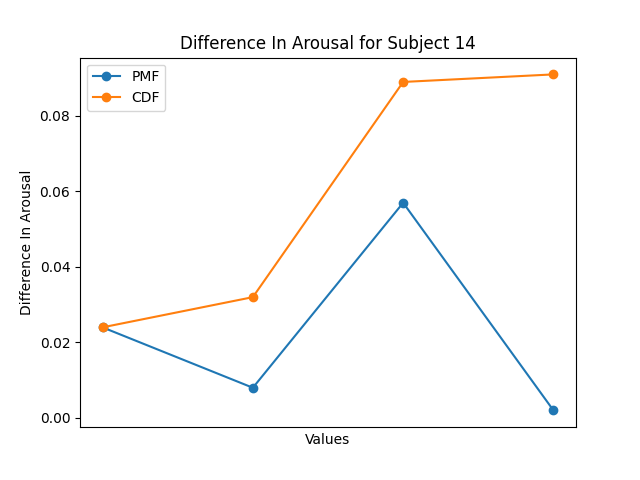 Difference In Arousal for Subject 14
PMF
CDF
0.08
0.06
0.04
0.02
0.00
Difference In Arousal
Values